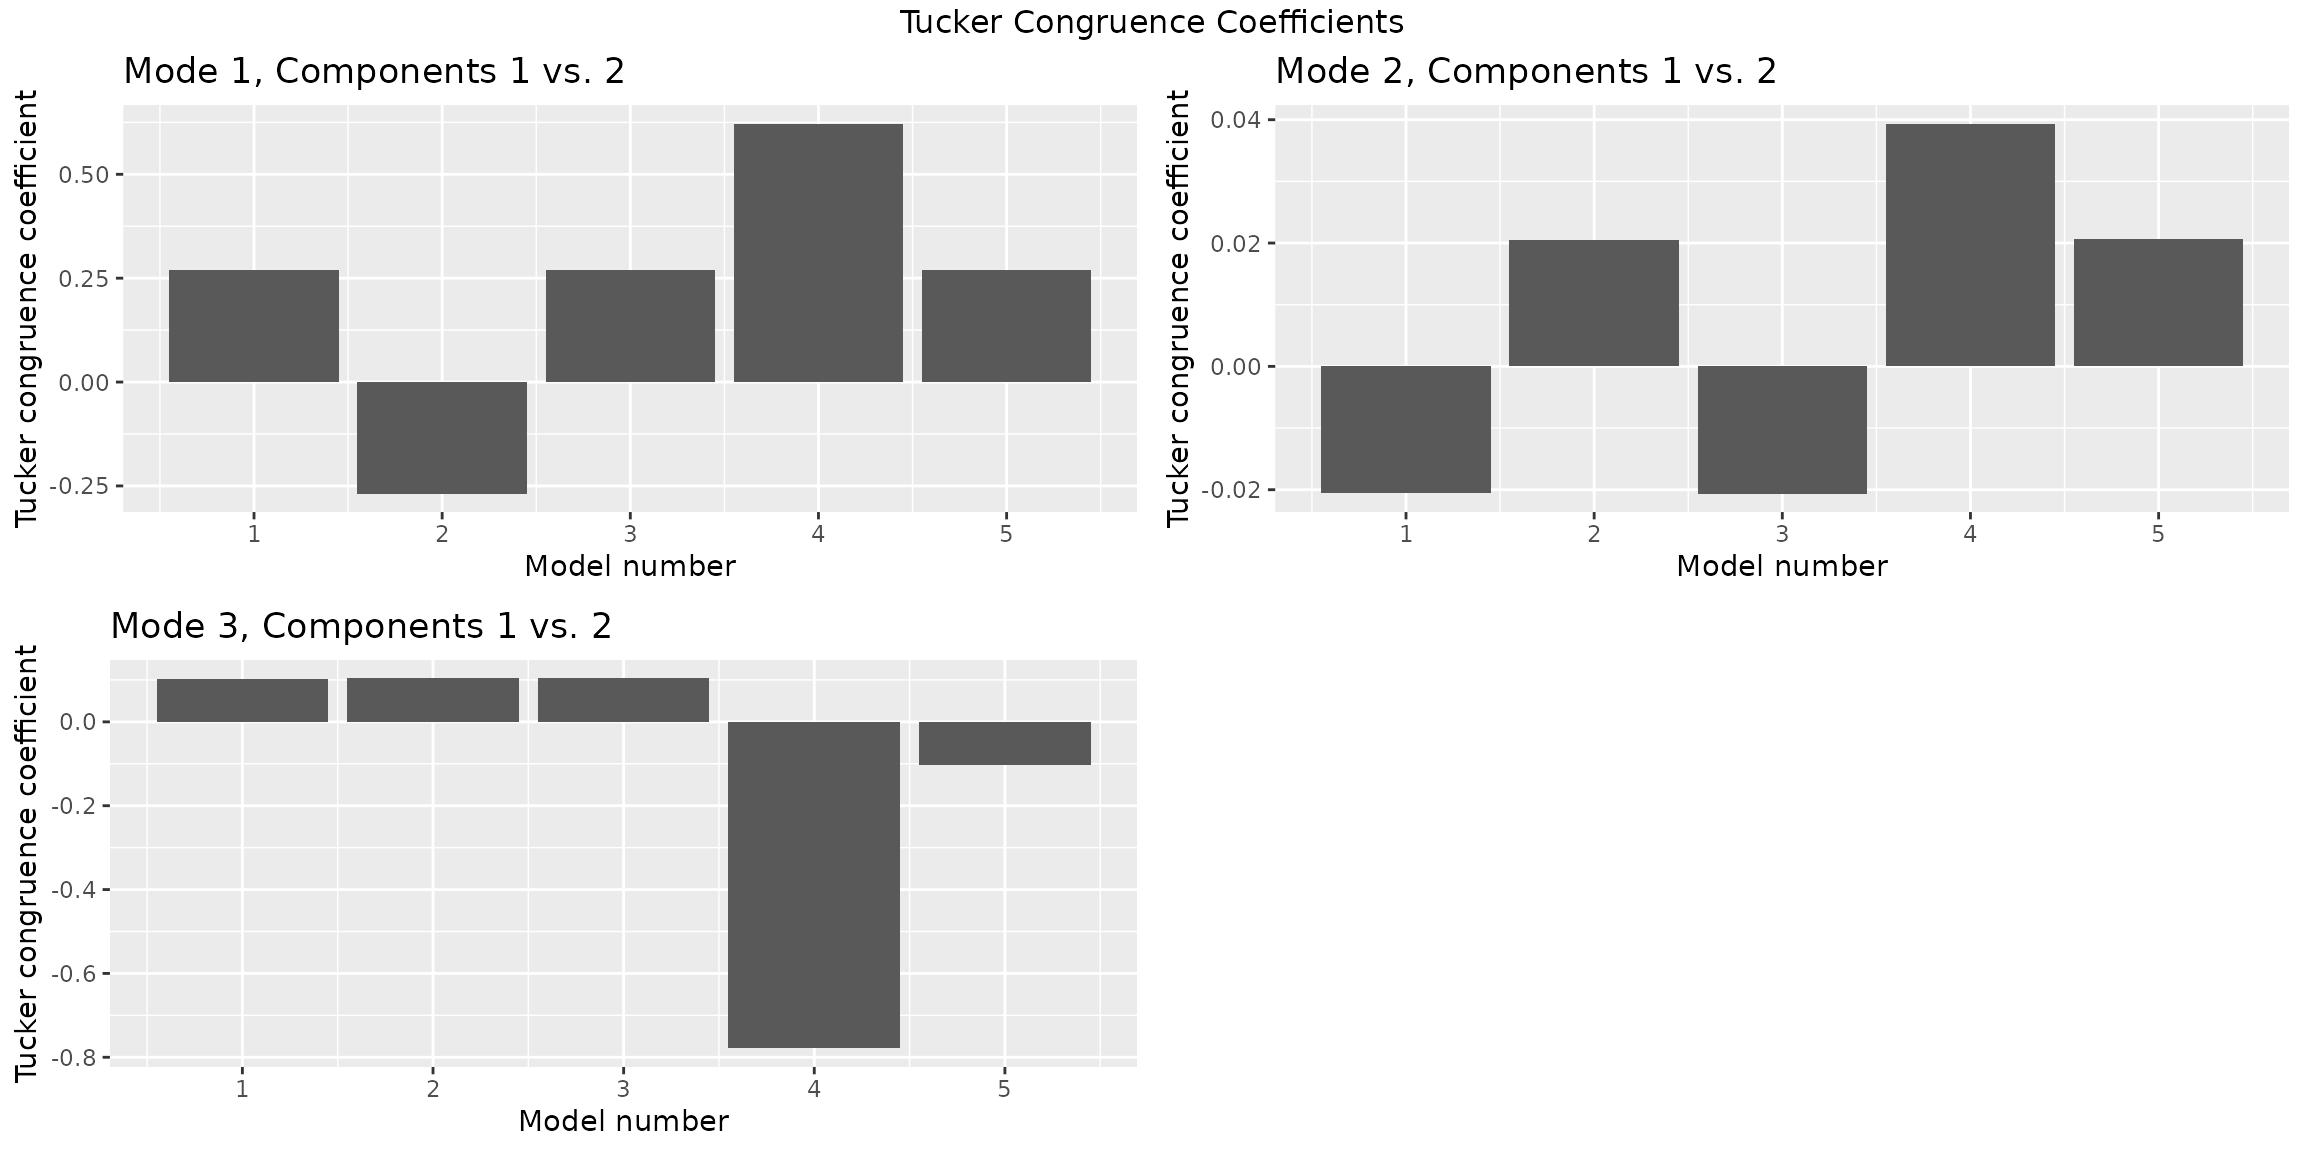 Tucker Congruence Coefficients
Mode 1, Components 1 vs. 2
Tucker congruence coefficient
0.50
0.25
0.00
-0.25
1 2 3 4 5
Model number
Mode 2, Components 1 vs. 2
Tucker congruence coefficient
0.04
0.02
0.00
-0.02
1 2 3 4 5
Model number
Mode 3, Components 1 vs. 2
Tucker congruence coefficient
0.0
-0.2
-0.4
-0.6
-0.8
1 2 3 4 5
Model number